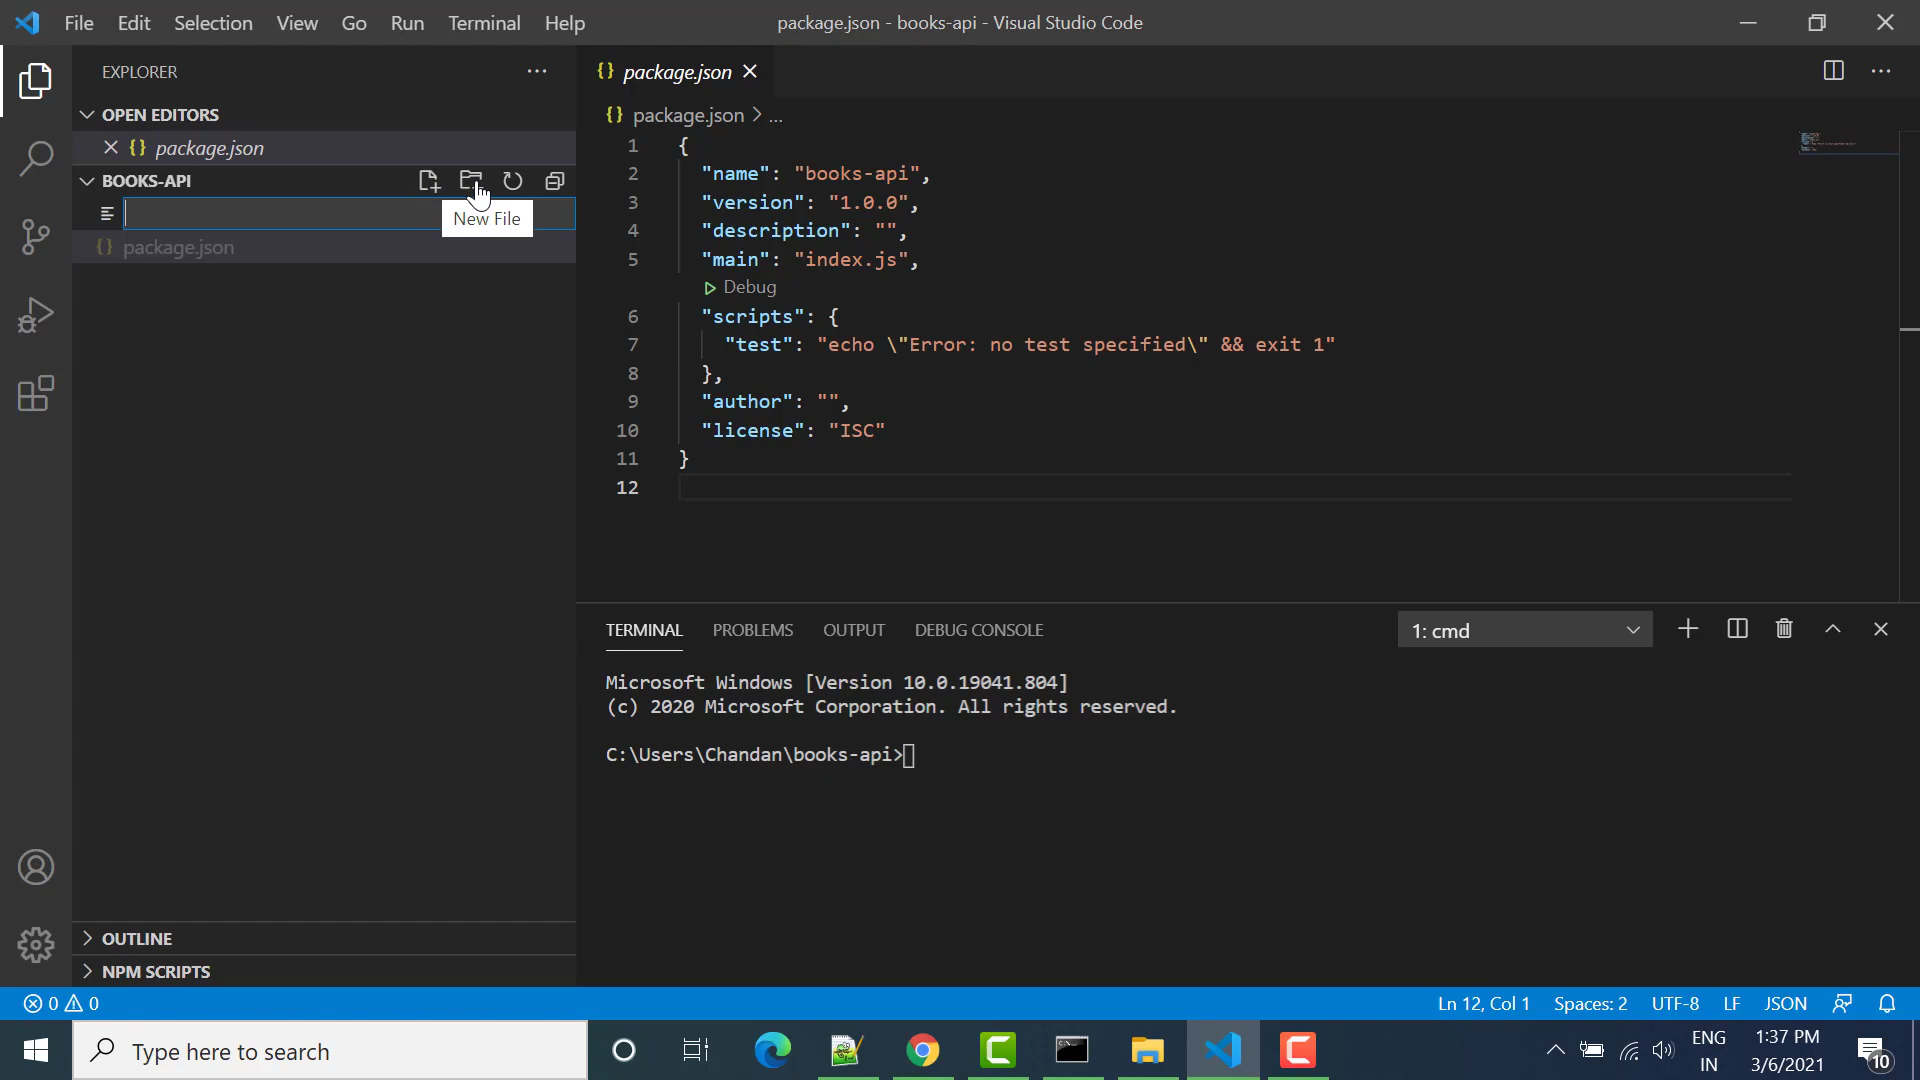 File Edit Selection View Go Run Terminal Help
package.json - books-api - Visual Studio Code
EXPLORER
OPEN EDITORS
{} package.json
BOOKS-API
New File
{} package.json
OUTLINE
NPM SCRIPTS
{} package.json
{} package.json > ...
1 {
2 "name": "books-api",
3 "version": "1.0.0",
4 "description": "",
5 "main": "index.js",
Debug
6 "scripts": {
7 "test": "echo \"Error: no test specified\" && exit 1"
8 },
9 "author": "",
10 "license": "ISC"
11 }
12
TERMINAL PROBLEMS OUTPUT DEBUG CONSOLE
1: cmd
Microsoft Windows [Version 10.0.19041.804]
(c) 2020 Microsoft Corporation. All rights reserved.
C:\Users\Chandan\books-api>
0 0
Ln 12, Col 1 Spaces: 2 UTF-8 LF JSON
Type here to search
ENG
IN
1:37 PM
3/6/2021
10